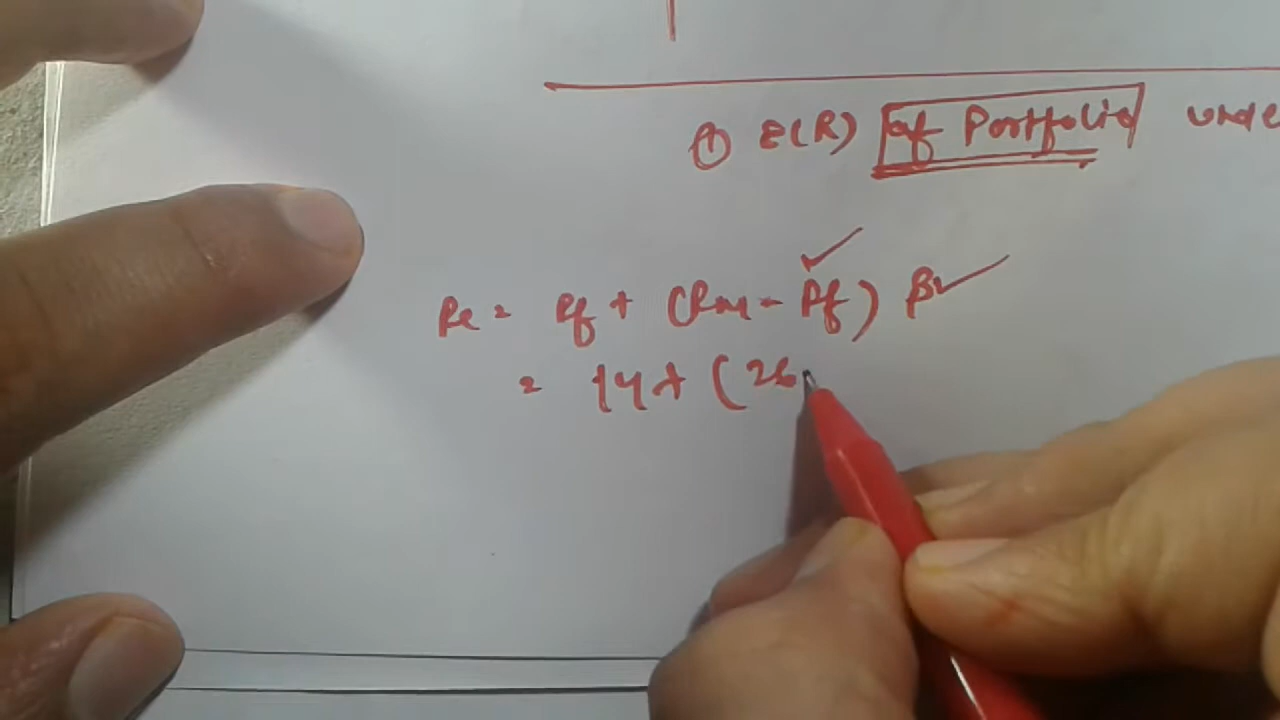 ① E(R) of Portfolio unde
Re = Rf + (Rm - Rf) β
= 14 + (26